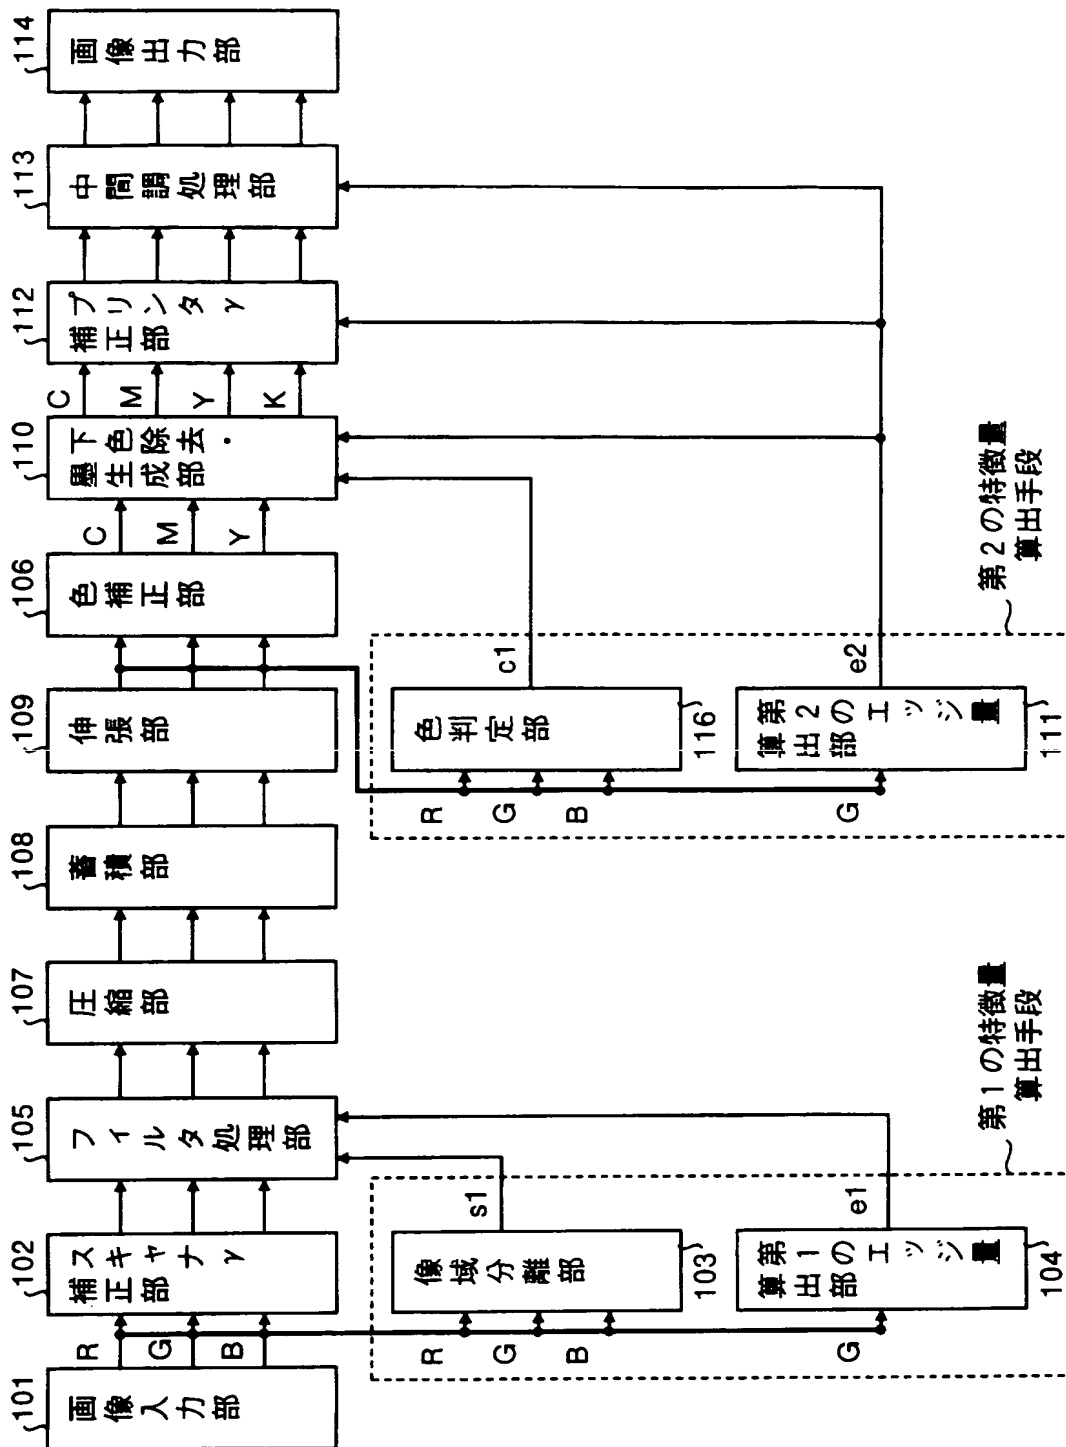 101
画像入力部
R
G
B
102
スキャナγ
補正部
105
フィルタ処理部
107
圧縮部
108
蓄積部
109
伸張部
106
色補正部
C
M
Y
110
下色除去・
墨生成部
C
M
Y
K
112
プリンタγ
補正部
113
中間調処理部
114
画像出力部
R
G
B
像域分離部
103
s1
G
第1のエッジ量
算出部
104
e1
第1の特徴量
算出手段
R
G
B
色判定部
116
c1
G
第2のエッジ量
算出部
111
e2
第2の特徴量
算出手段